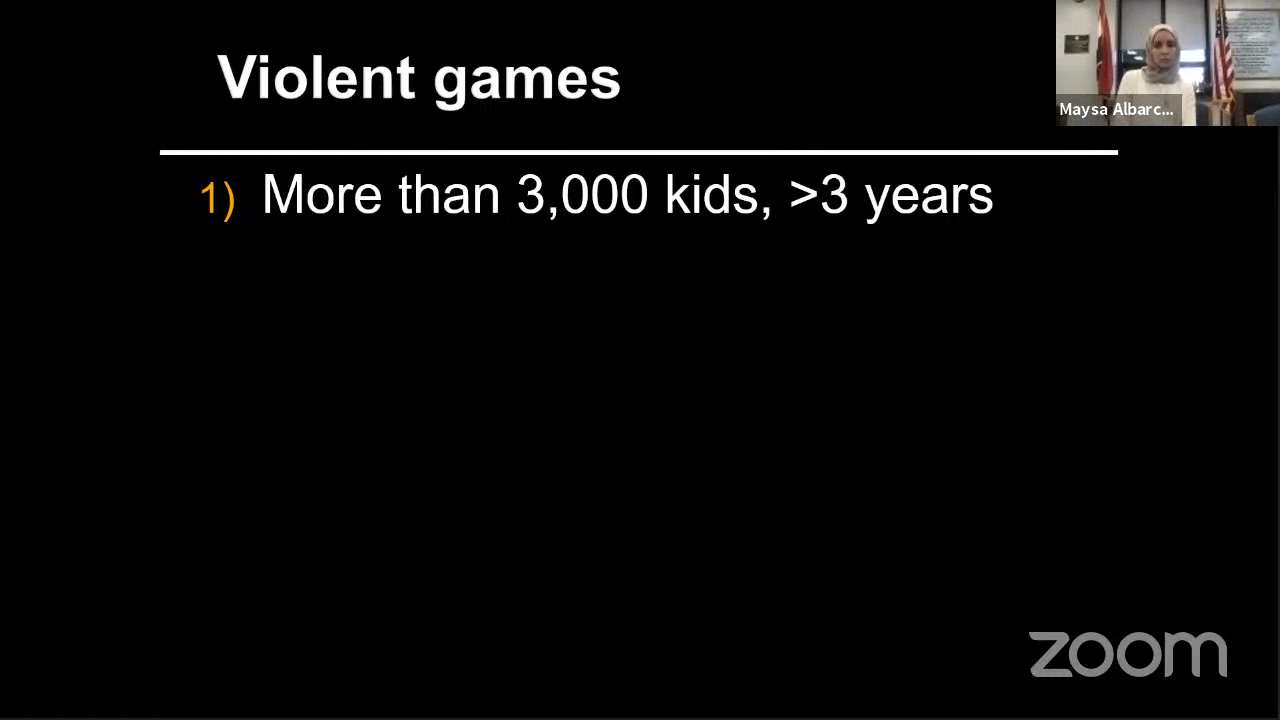 Violent games
Maysa Albarc...
1) More than 3,000 kids, >3 years
zoom